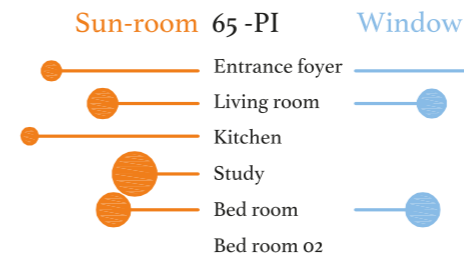 Sun-room 65 -PI Window
Entrance foyer
Living room
Kitchen
Study
Bed room
Bed room 02